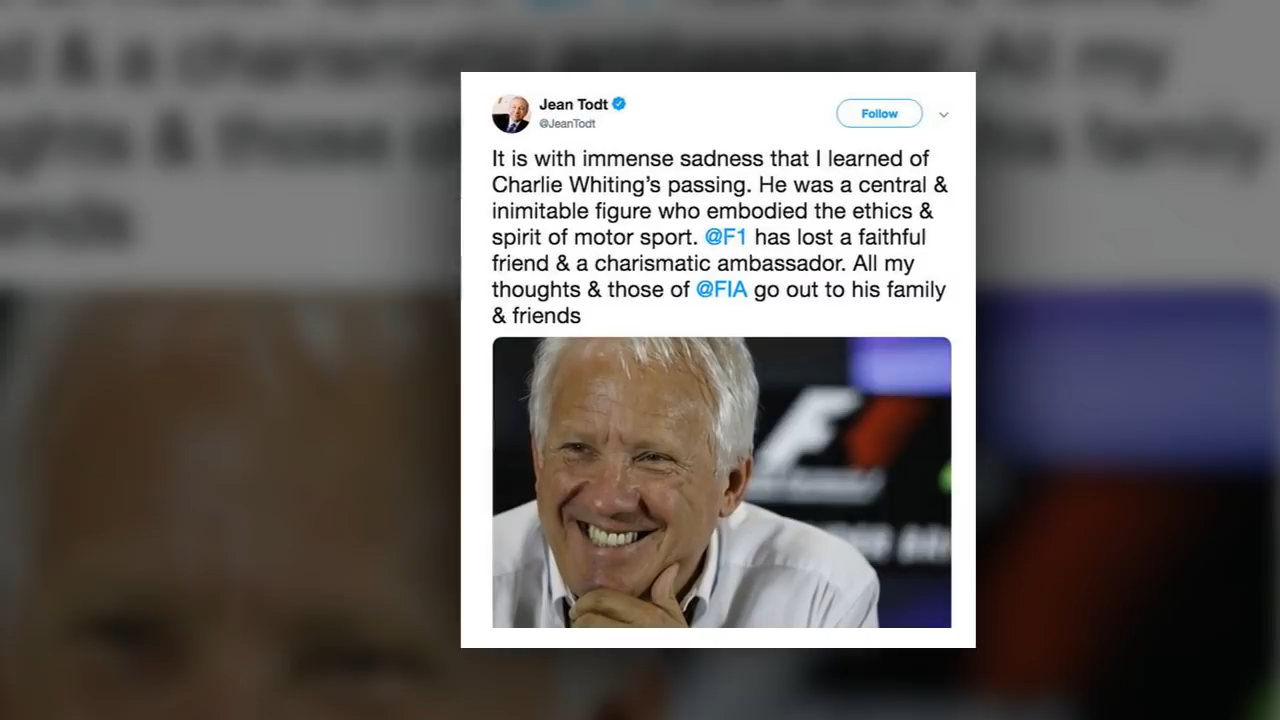 Jean Todt
@JeanTodt
Follow
It is with immense sadness that I learned of
Charlie Whiting's passing. He was a central &
inimitable figure who embodied the ethics &
spirit of motor sport. @F1 has lost a faithful
friend & a charismatic ambassador. All my
thoughts & those of @FIA go out to his family
& friends